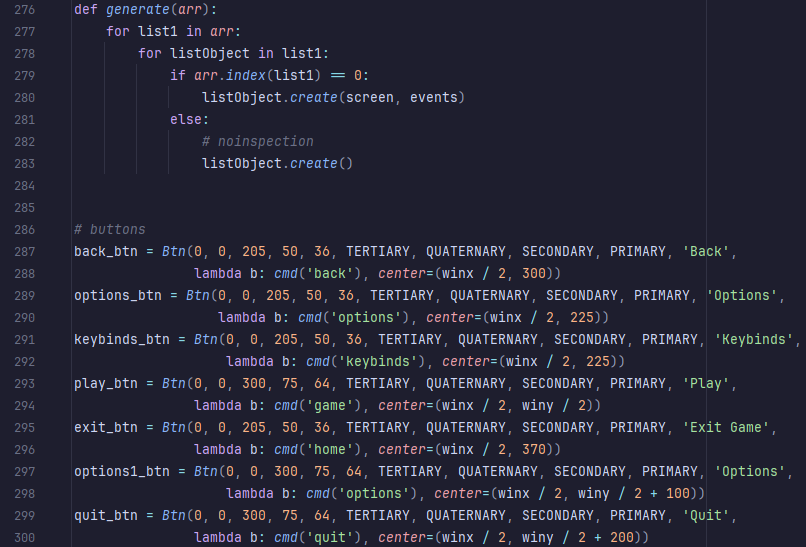 276 def generate(arr):
277 for list1 in arr:
278 for listObject in list1:
279 if arr.index(list1) == 0:
280 listObject.create(screen, events)
281 else:
282 # noinspection
283 listObject.create()
284
285
286 # buttons
287 back_btn = Btn(0, 0, 205, 50, 36, TERTIARY, QUATERNARY, SECONDARY, PRIMARY, 'Back',
288 lambda b: cmd('back'), center=(winx / 2, 300))
289 options_btn = Btn(0, 0, 205, 50, 36, TERTIARY, QUATERNARY, SECONDARY, PRIMARY, 'Options',
290 lambda b: cmd('options'), center=(winx / 2, 225))
291 keybinds_btn = Btn(0, 0, 205, 50, 36, TERTIARY, QUATERNARY, SECONDARY, PRIMARY, 'Keybinds',
292 lambda b: cmd('keybinds'), center=(winx / 2, 225))
293 play_btn = Btn(0, 0, 300, 75, 64, TERTIARY, QUATERNARY, SECONDARY, PRIMARY, 'Play',
294 lambda b: cmd('game'), center=(winx / 2, winy / 2))
295 exit_btn = Btn(0, 0, 205, 50, 36, TERTIARY, QUATERNARY, SECONDARY, PRIMARY, 'Exit Game',
296 lambda b: cmd('home'), center=(winx / 2, 370))
297 options1_btn = Btn(0, 0, 300, 75, 64, TERTIARY, QUATERNARY, SECONDARY, PRIMARY, 'Options',
298 lambda b: cmd('options'), center=(winx / 2, winy / 2 + 100))
299 quit_btn = Btn(0, 0, 300, 75, 64, TERTIARY, QUATERNARY, SECONDARY, PRIMARY, 'Quit',
300 lambda b: cmd('quit'), center=(winx / 2, winy / 2 + 200))